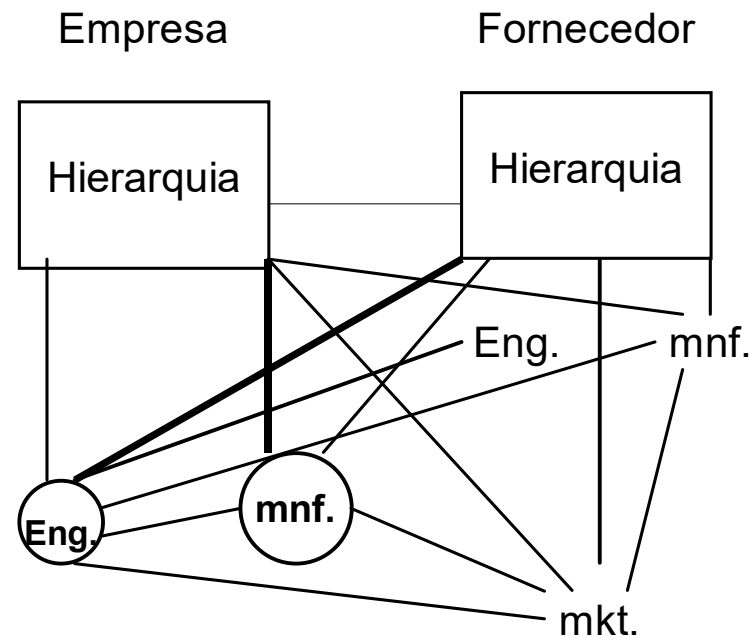 Empresa
Fornecedor
Hierarquia
Hierarquia
Eng.
mnf.
Eng.
mnf.
mkt.